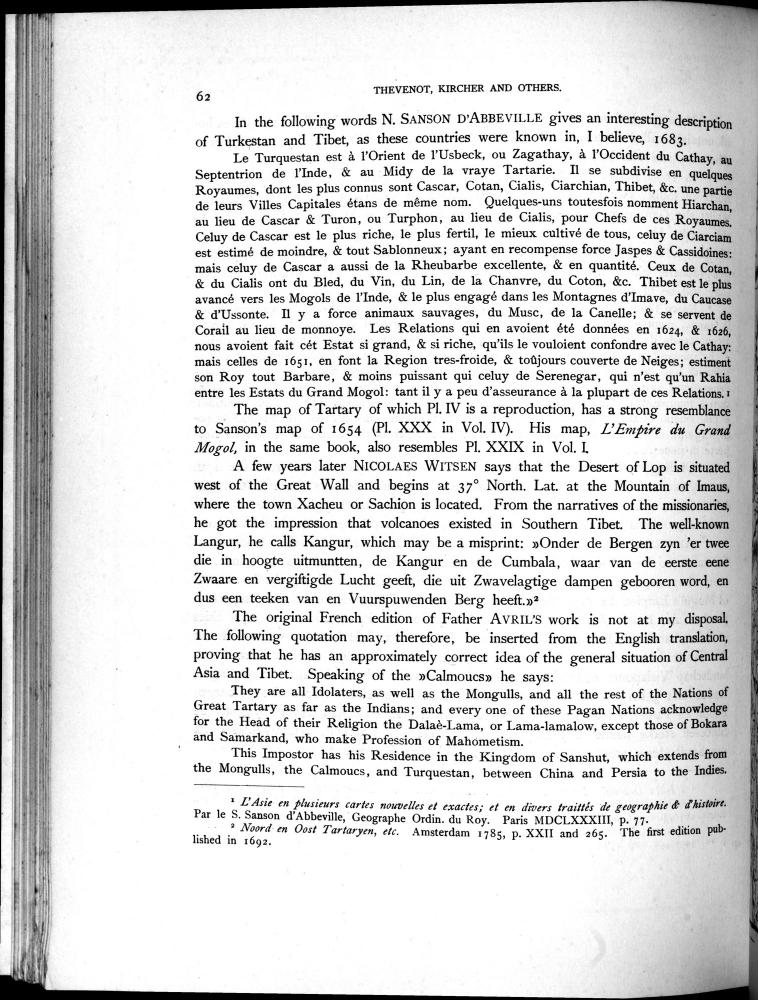 62
THEVENOT, KIRCHER AND OTHERS.
In the following words N. SANSON D'ABBEVILLE gives an interesting description
of Turkestan and Tibet, as these countries were known in, I believe, 1683.
Le Turquestan est à l'Orient de l'Usbeck, ou Zagathay, à l'Occident du Cathay, au
Septentrion de l'Inde, & au Midy de la vraye Tartarie. Il se subdivise en quelques
Royaumes, dont les plus connus sont Cascar, Cotan, Cialis, Ciarchian, Thibet, &c. une partie
de leurs Villes Capitales étans de même nom. Quelques-uns toutesfois nomment Hiarchan,
au lieu de Cascar & Turon, ou Turphon, au lieu de Cialis, pour Chefs de ces Royaumes.
Celuy de Cascar est le plus riche, le plus fertil, le mieux cultivé de tous, celuy de Ciarciam
est estimé de moindre, & tout Sablonneux; ayant en recompense force Jaspes & Cassidoines:
mais celuy de Cascar a aussi de la Rheubarbe excellente, & en quantité. Ceux de Cotan,
& du Cialis ont du Bled, du Vin, du Lin, de la Chanvre, du Coton, &c. Thibet est le plus
avancé vers les Mogols de l'Inde, & le plus engagé dans les Montagnes d'Imave, du Caucase
& d'Ussonte. Il y a force animaux sauvages, du Musc, de la Canelle; & se servent de
Corail au lieu de monnoye. Les Relations qui en avoient été données en 1624, & 1626,
nous avoient fait cét Estat si grand, & si riche, qu'ils le vouloient confondre avec le Cathay:
mais celles de 1651, en font la Region tres-froide, & toûjours couverte de Neiges; estiment
son Roy tout Barbare, & moins puissant qui celuy de Serenegar, qui n'est qu'un Rahia
entre les Estats du Grand Mogol: tant il y a peu d'asseurance à la plupart de ces Relations.¹
The map of Tartary of which Pl. IV is a reproduction, has a strong resemblance
to Sanson's map of 1654 (Pl. XXX in Vol. IV). His map, L'Empire du Grand
Mogol, in the same book, also resembles Pl. XXIX in Vol. I.
A few years later NICOLAES WITSEN says that the Desert of Lop is situated
west of the Great Wall and begins at 37° North. Lat. at the Mountain of Imaus,
where the town Xacheu or Sachion is located. From the narratives of the missionaries,
he got the impression that volcanoes existed in Southern Tibet. The well-known
Langur, he calls Kangur, which may be a misprint: »Onder de Bergen zyn 'er twee
die in hoogte uitmuntten, de Kangur en de Cumbala, waar van de eerste eene
Zwaare en vergiftigde Lucht geeft, die uit Zwavelagtige dampen gebooren word, en
dus een teeken van en Vuurspuwenden Berg heeft.»²
The original French edition of Father AVRIL'S work is not at my disposal.
The following quotation may, therefore, be inserted from the English translation,
proving that he has an approximately correct idea of the general situation of Central
Asia and Tibet. Speaking of the »Calmoucs» he says:
They are all Idolaters, as well as the Mongulls, and all the rest of the Nations of
Great Tartary as far as the Indians; and every one of these Pagan Nations acknowledge
for the Head of their Religion the Dalaè-Lama, or Lama-lamalow, except those of Bokara
and Samarkand, who make Profession of Mahometism.
This Impostor has his Residence in the Kingdom of Sanshut, which extends from
the Mongulls, the Calmoucs, and Turquestan, between China and Persia to the Indies.
¹ L'Asie en plusieurs cartes nouvelles et exactes; et en divers traittés de geographie & d'histoire.
Par le S. Sanson d'Abbeville, Geographe Ordin. du Roy. Paris MDCLXXXIII, p. 77.
² Noord en Oost Tartaryen, etc. Amsterdam 1785, p. XXII and 265. The first edition pub-
lished in 1692.